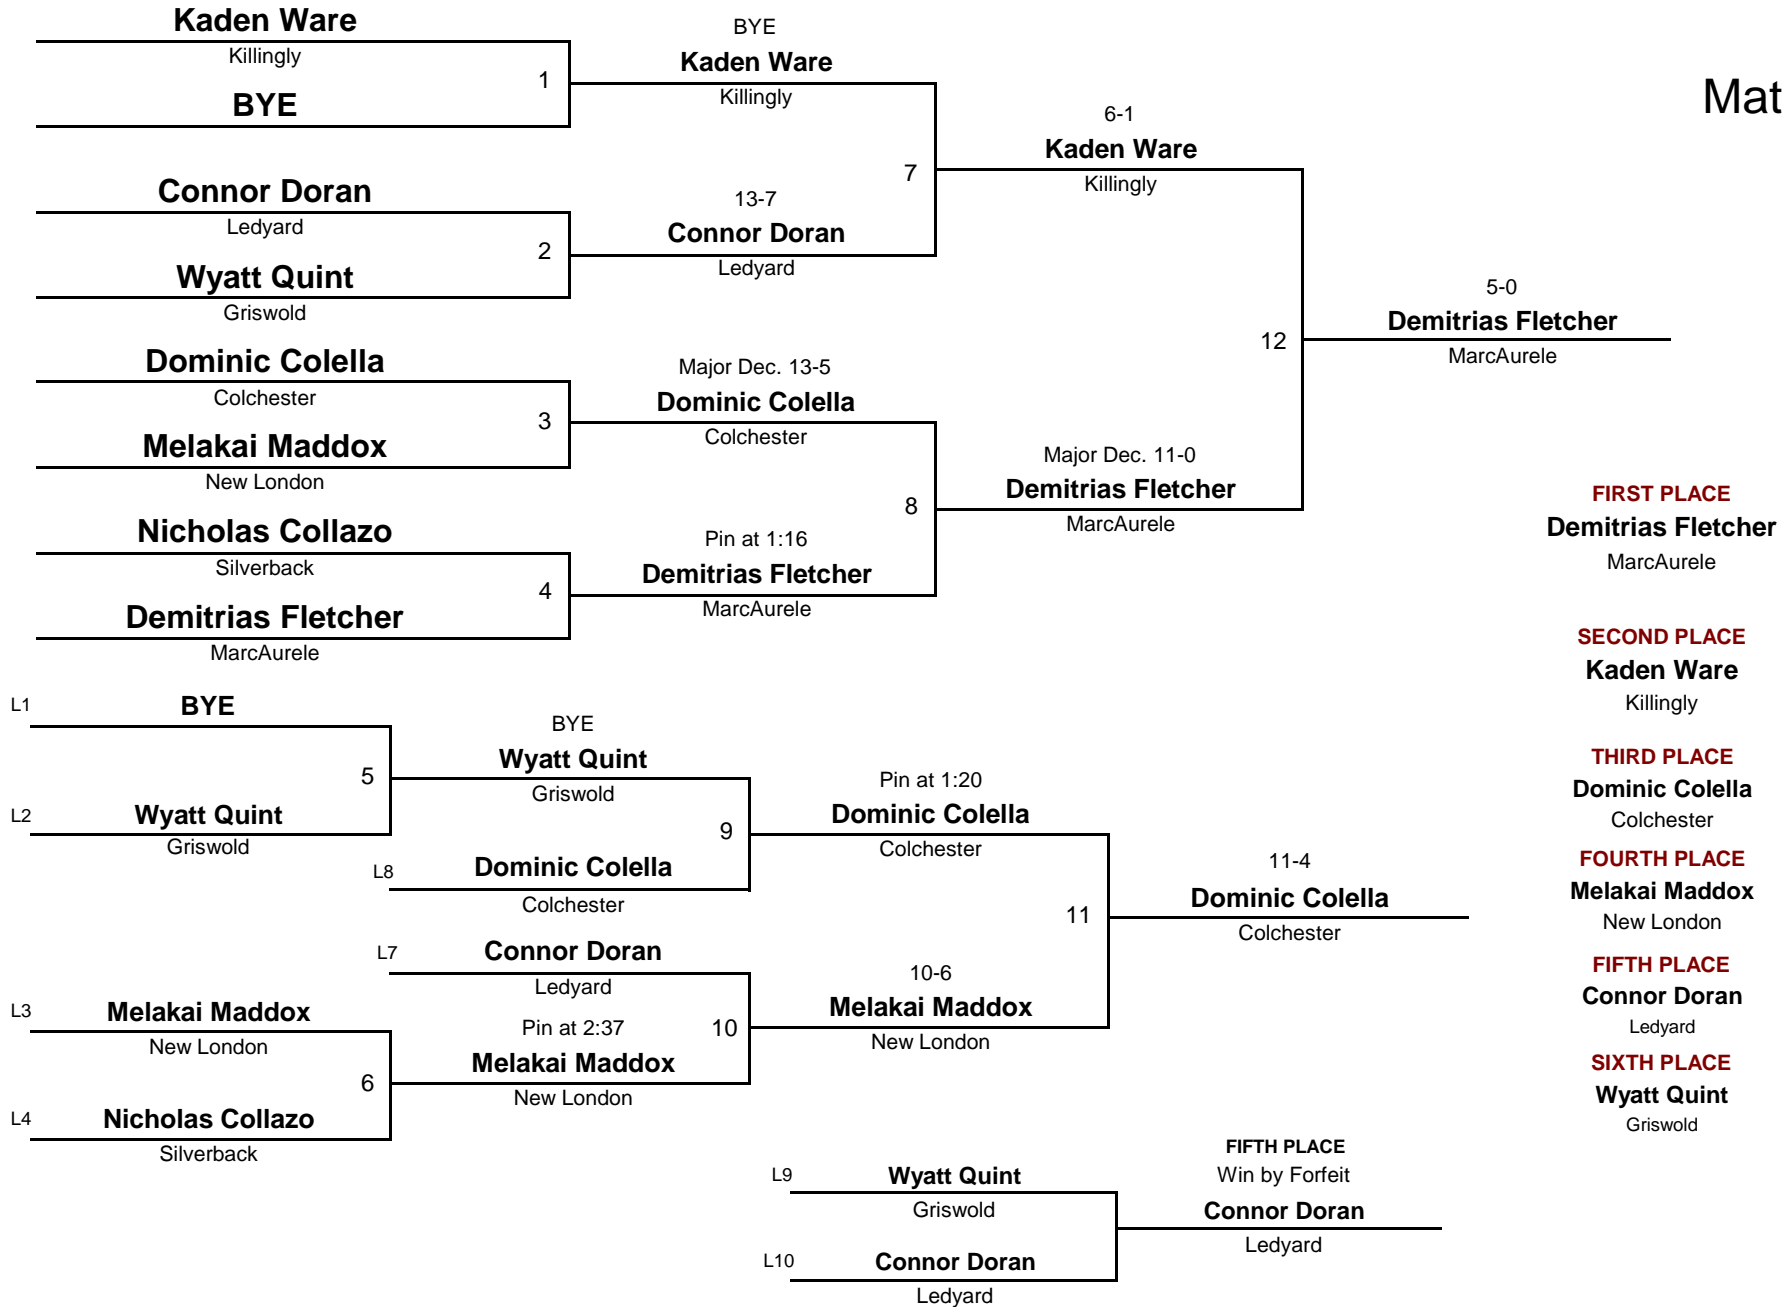 Kaden Ware
Killingly
1
BYE
Connor Doran
Ledyard
2
Wyatt Quint
Griswold
Dominic Colella
Colchester
3
Melakai Maddox
New London
Nicholas Collazo
Silverback
4
Demitrias Fletcher
MarcAurele
BYE
Kaden Ware
Killingly
7
13-7
Connor Doran
Ledyard
Major Dec. 13-5
Dominic Colella
Colchester
8
Pin at 1:16
Demitrias Fletcher
MarcAurele
6-1
Kaden Ware
Killingly
12
Major Dec. 11-0
Demitrias Fletcher
MarcAurele
5-0
Demitrias Fletcher
MarcAurele
Mat
L1
BYE
5
L2
Wyatt Quint
Griswold
L3
Melakai Maddox
New London
6
L4
Nicholas Collazo
Silverback
BYE
Wyatt Quint
Griswold
9
L8
Dominic Colella
Colchester
L7
Connor Doran
Ledyard
10
Pin at 2:37
Melakai Maddox
New London
Pin at 1:20
Dominic Colella
Colchester
11
10-6
Melakai Maddox
New London
11-4
Dominic Colella
Colchester
L9
Wyatt Quint
Griswold
L10
Connor Doran
Ledyard
FIFTH PLACE
Win by Forfeit
Connor Doran
Ledyard
FIRST PLACE
Demitrias Fletcher
MarcAurele
SECOND PLACE
Kaden Ware
Killingly
THIRD PLACE
Dominic Colella
Colchester
FOURTH PLACE
Melakai Maddox
New London
FIFTH PLACE
Connor Doran
Ledyard
SIXTH PLACE
Wyatt Quint
Griswold